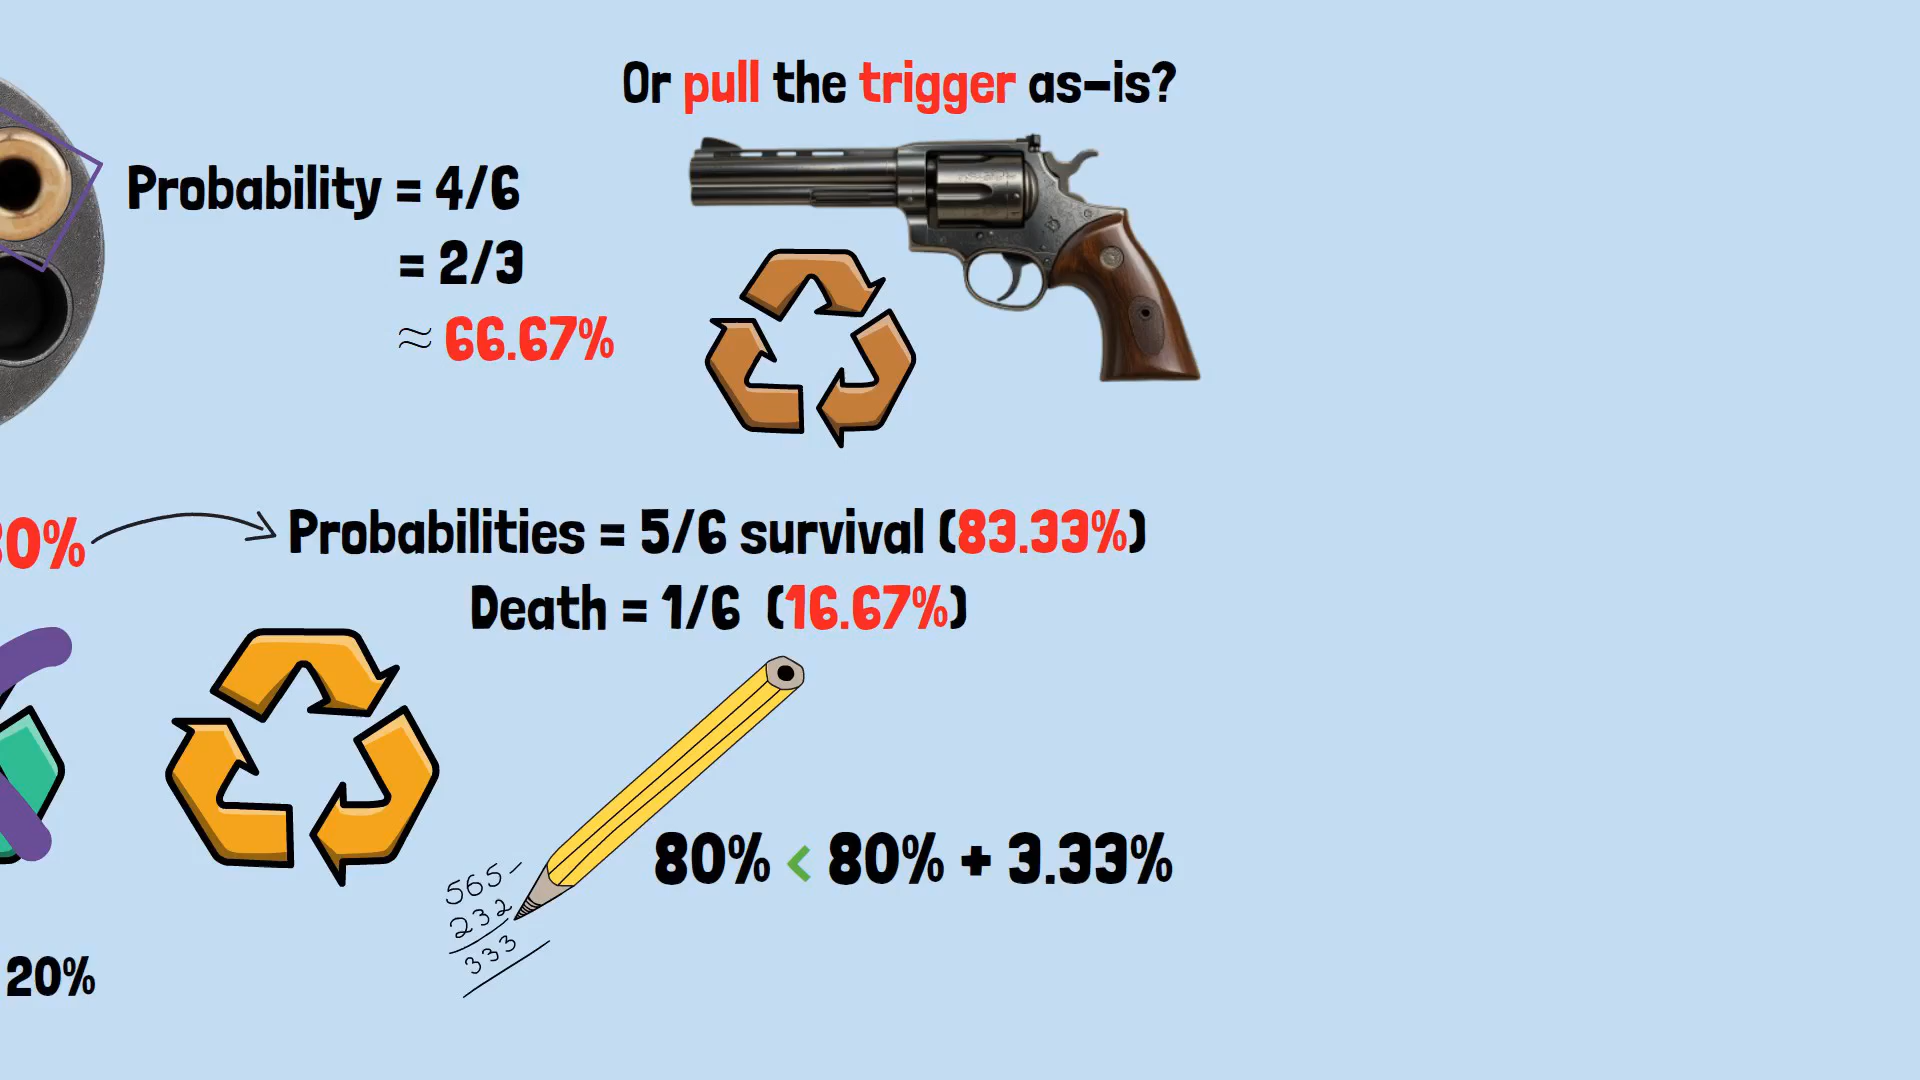 Or pull the trigger as-is?
Probability = 4/6
= 2/3
≈ 66.67%
0%
Probabilities = 5/6 survival (83.33%)
Death = 1/6 (16.67%)
565-
232
333
80% < 80% + 3.33%
20%